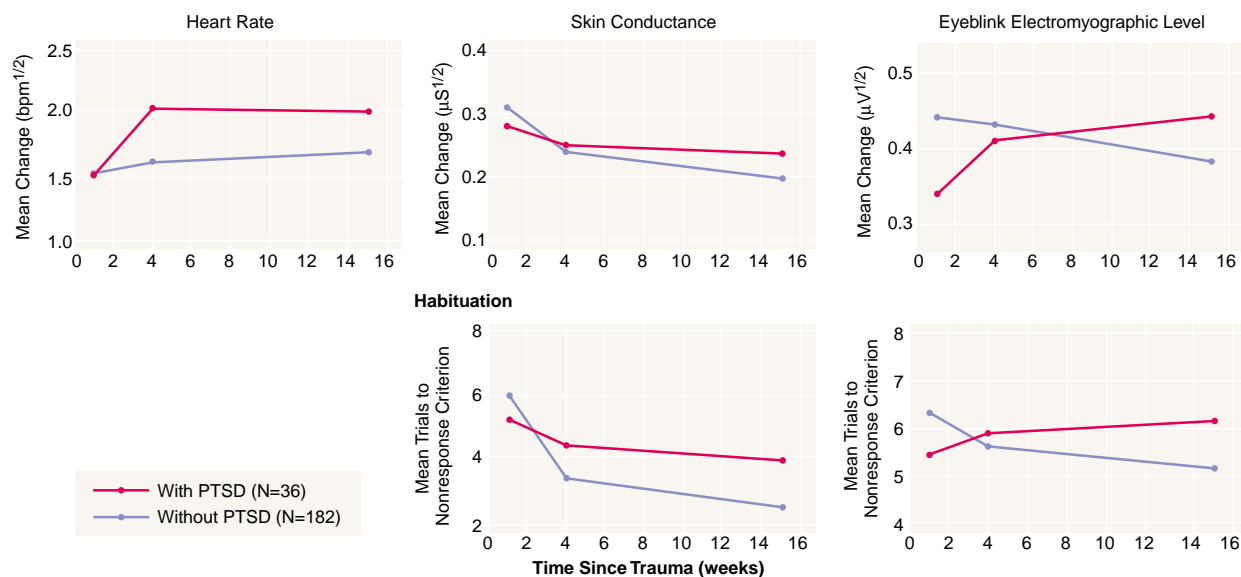 Heart Rate
Mean Change (bpm1/2)
2.5
2.0
1.5
1.0
0 2 4 6 8 10 12 14 16
Skin Conductance
Mean Change (µS1/2)
0.4
0.3
0.2
0.1
0 2 4 6 8 10 12 14 16
Eyeblink Electromyographic Level
Mean Change (µV1/2)
0.5
0.4
0.3
0 2 4 6 8 10 12 14 16
Habituation
Mean Trials to
Nonresponse Criterion
8
6
4
2
0 2 4 6 8 10 12 14 16
Time Since Trauma (weeks)
Mean Trials to
Nonresponse Criterion
8
7
6
5
4
0 2 4 6 8 10 12 14 16
With PTSD (N=36)
Without PTSD (N=182)